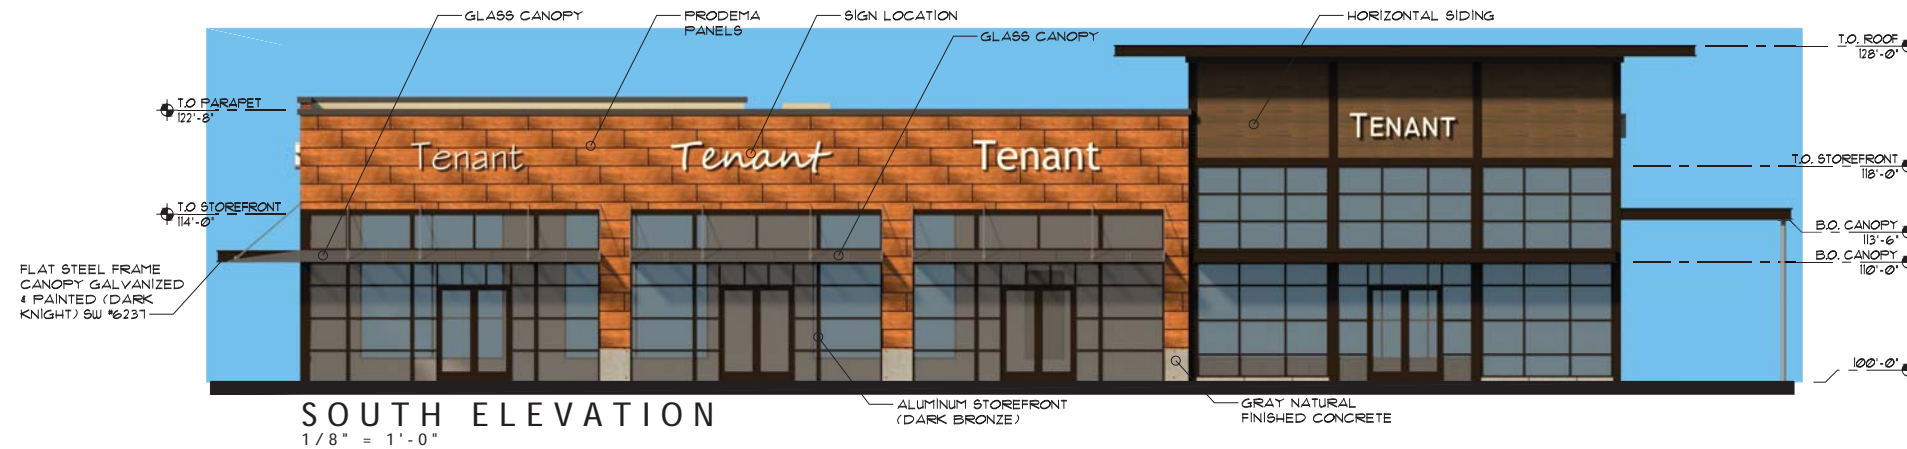 GLASS CANOPY
PRODEMA
PANELS
SIGN LOCATION
GLASS CANOPY
HORIZONTAL SIDING
T.O. ROOF
128'-0"
T.O PARAPET
122'-8"
Tenant
Tenant
Tenant
TENANT
T.O. STOREFRONT
118'-0"
T.O STOREFRONT
114'-0"
B.O. CANOPY
113'-6"
B.O. CANOPY
110'-0"
FLAT STEEL FRAME
CANOPY GALVANIZED
& PAINTED (DARK
KNIGHT) SW #6237
100'-0"
ALUMINUM STOREFRONT
(DARK BRONZE)
GRAY NATURAL
FINISHED CONCRETE
SOUTH ELEVATION
1/8" = 1'-0"